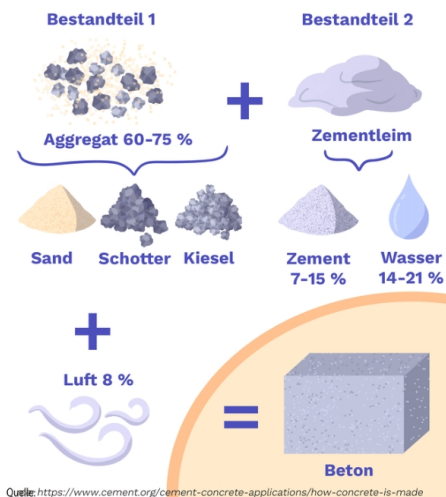 Bestandteil 1
Bestandteil 2
+
Aggregat 60-75 %
Zementleim
Sand
Schotter
Kiesel
Zement
7-15 %
Wasser
14-21 %
+
Luft 8 %
=
Beton
Quelle: https://www.cement.org/cement-concrete-applications/how-concrete-is-made